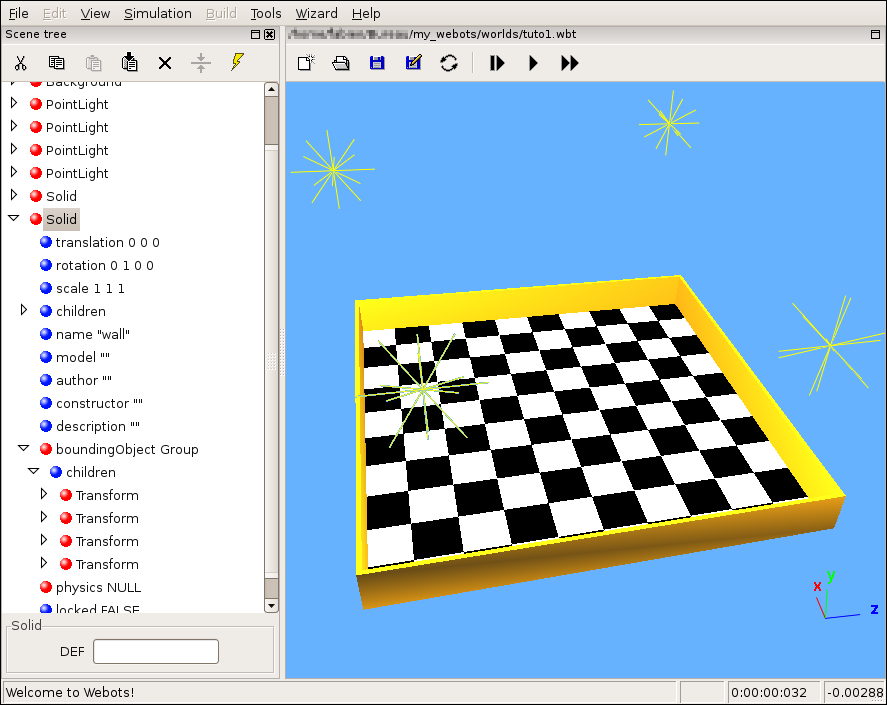 File Edit View Simulation Build Tools Wizard Help
Scene tree
/my_webots/worlds/tuto1.wbt
Background
PointLight
PointLight
PointLight
PointLight
Solid
Solid
translation 0 0 0
rotation 0 1 0 0
scale 1 1 1
children
name "wall"
model ""
author ""
constructor ""
description ""
boundingObject Group
children
Transform
Transform
Transform
Transform
physics NULL
locked FALSE
Solid
DEF
x y
z
Welcome to Webots!
0:00:00:032
-0.00288